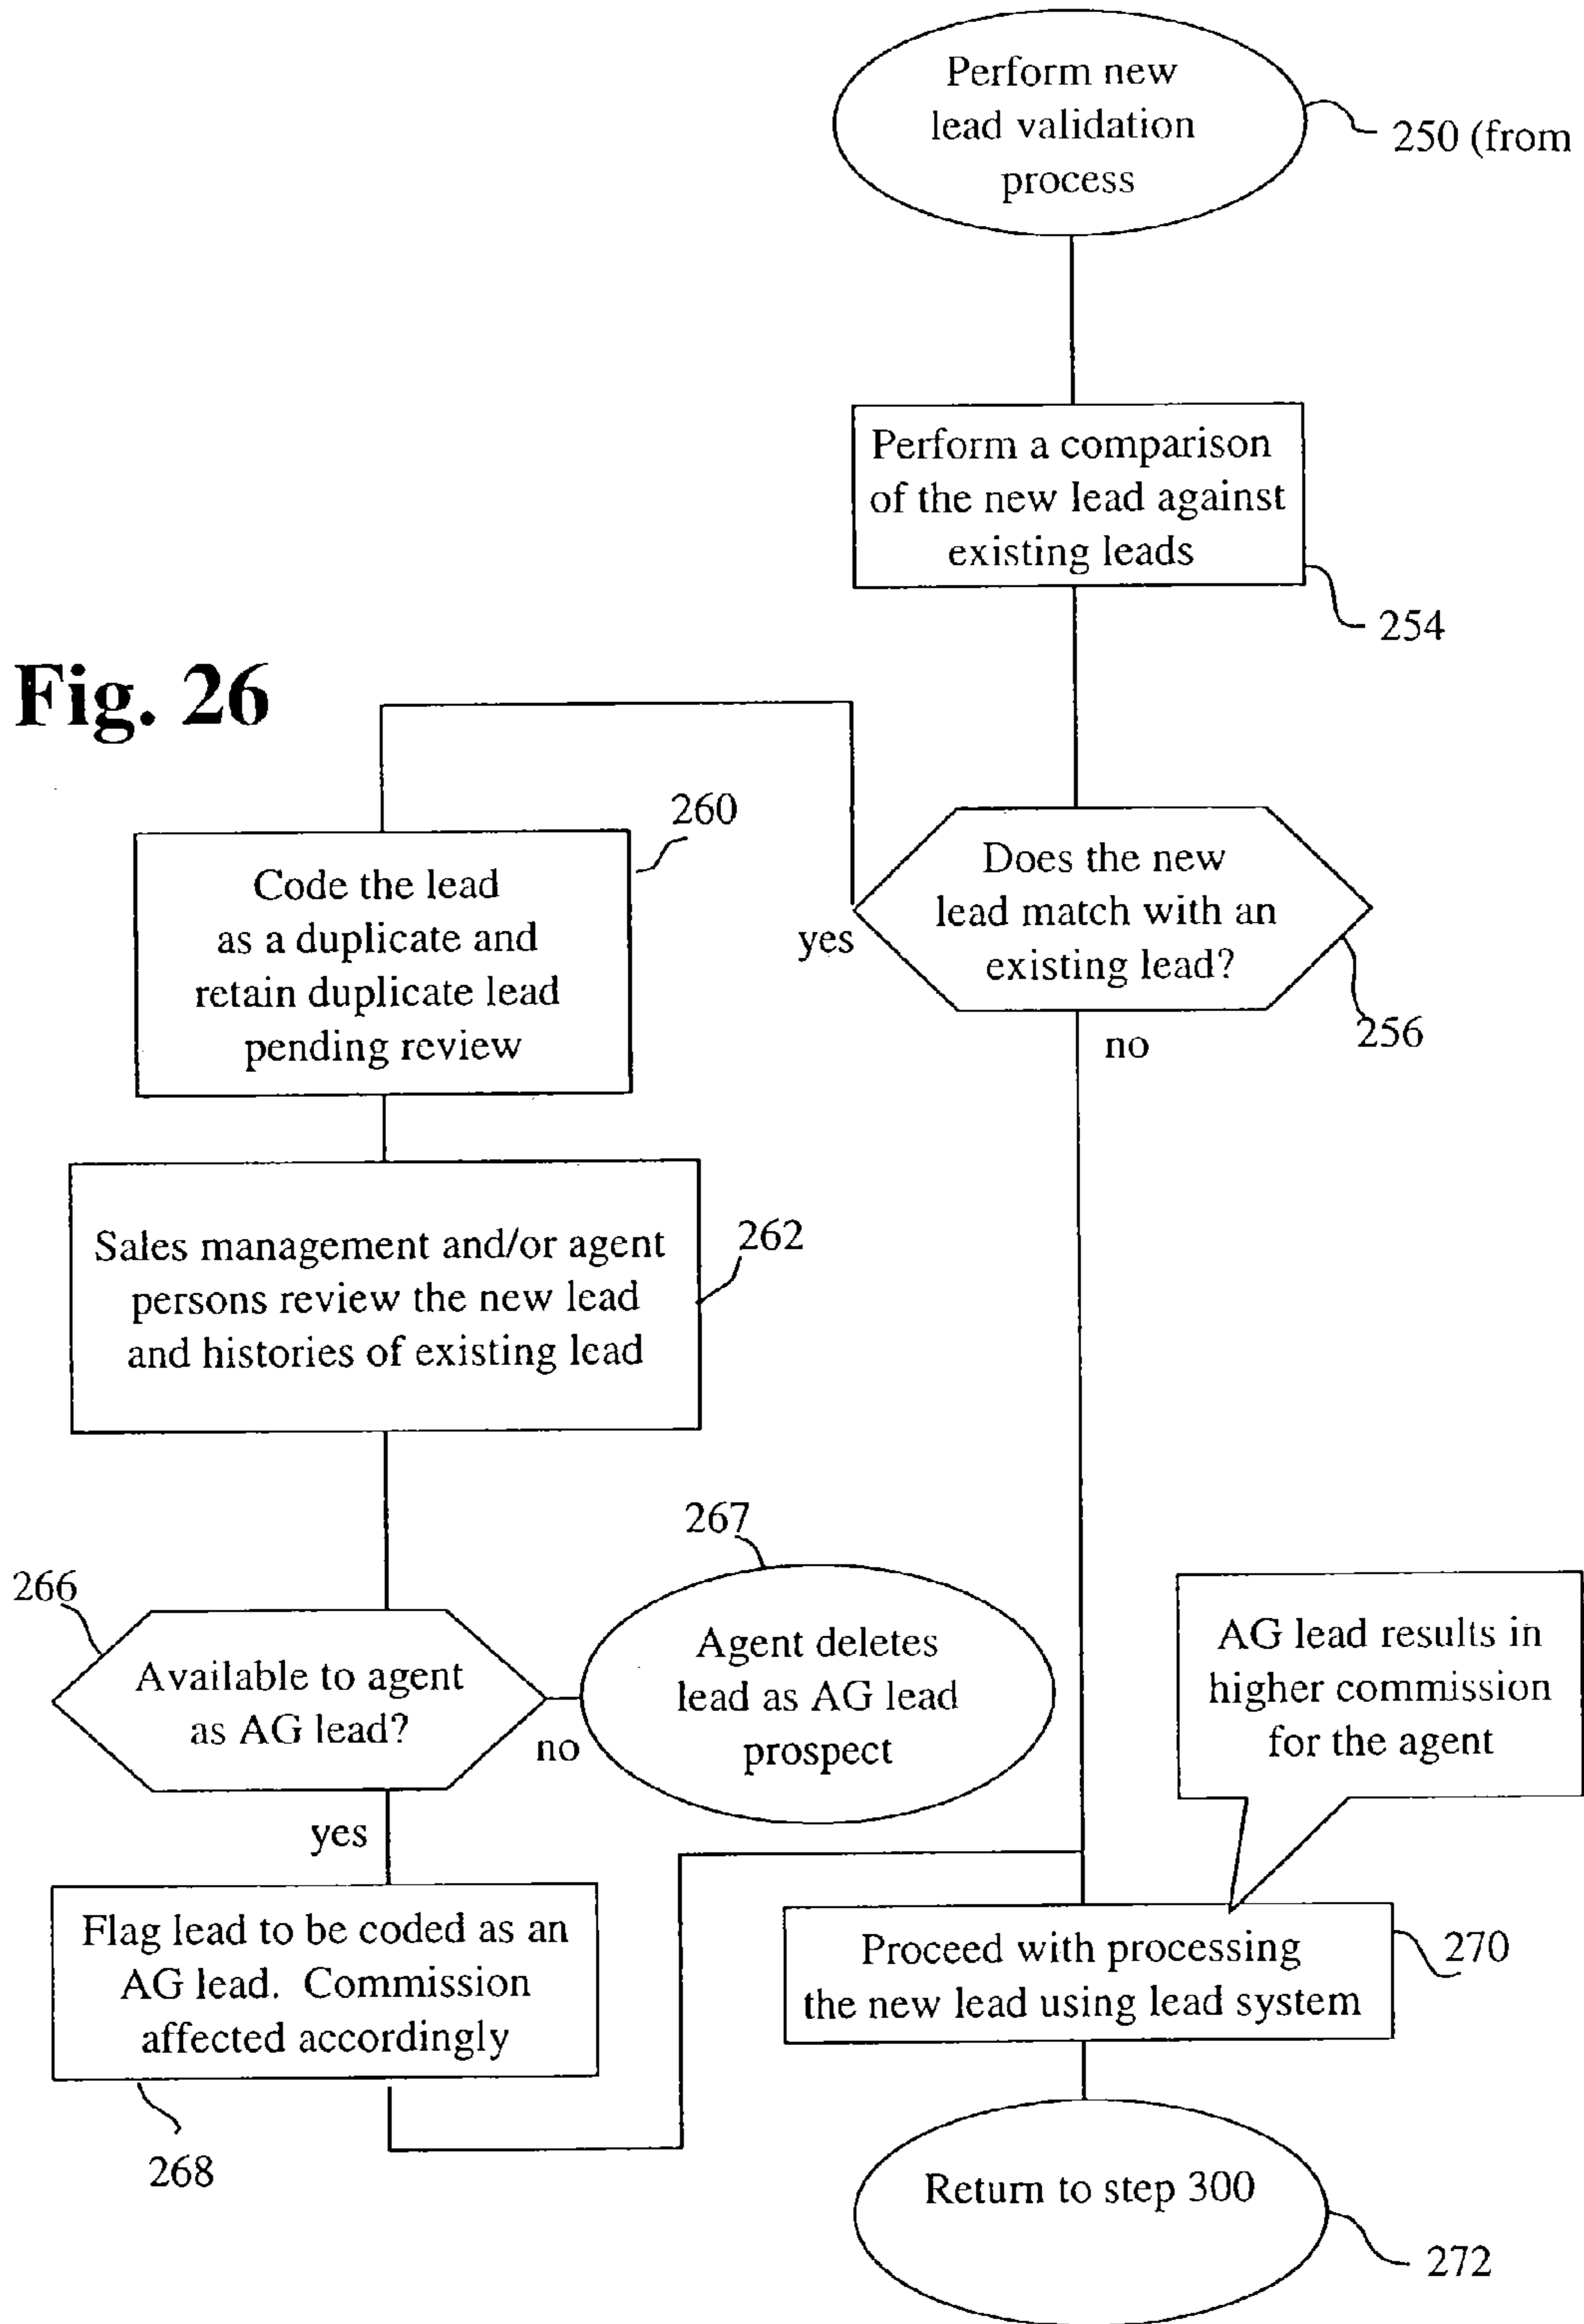 Perform new
lead validation
process
250 (from
Perform a comparison
of the new lead against
existing leads
254
Fig. 26
260
Code the lead
as a duplicate and
retain duplicate lead
pending review
Does the new
lead match with an
existing lead?
yes
no
256
Sales management and/or agent
persons review the new lead
and histories of existing lead
262
266
Available to agent
as AG lead?
no
yes
267
Agent deletes
lead as AG lead
prospect
AG lead results in
higher commission
for the agent
Flag lead to be coded as an
AG lead. Commission
affected accordingly
268
Proceed with processing
the new lead using lead system
270
Return to step 300
272